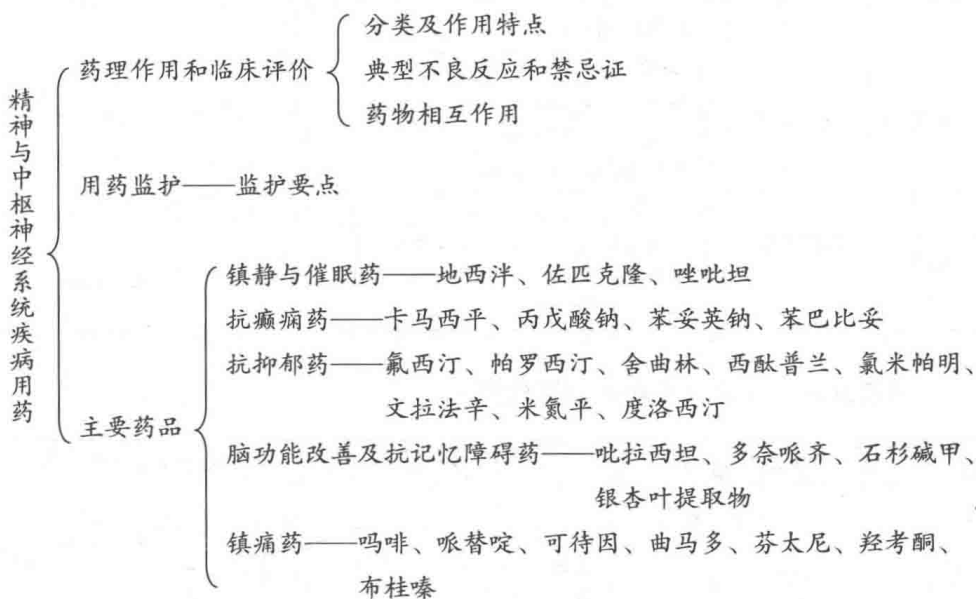 精神与中枢神经系统疾病用药
药理作用和临床评价
分类及作用特点
典型不良反应和禁忌证
药物相互作用
用药监护——监护要点
主要药品
镇静与催眠药——地西泮、佐匹克隆、唑吡坦
抗癫痫药——卡马西平、丙戊酸钠、苯妥英钠、苯巴比妥
抗抑郁药——氟西汀、帕罗西汀、舍曲林、西酞普兰、氯米帕明、
文拉法辛、米氮平、度洛西汀
脑功能改善及抗记忆障碍药——吡拉西坦、多奈哌齐、石杉碱甲、
银杏叶提取物
镇痛药——吗啡、哌替啶、可待因、曲马多、芬太尼、羟考酮、
布桂嗪